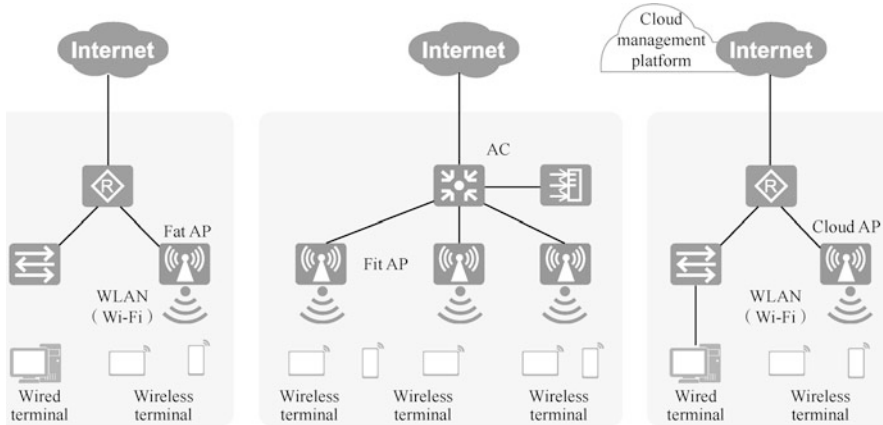 Internet
R
Fat AP
WLAN
( Wi-Fi )
Wired
terminal
Wireless
terminal
Internet
AC
Fit AP
Wireless
terminal
Wireless
terminal
Wireless
terminal
Cloud
management
platform
Internet
R
Cloud AP
WLAN
( Wi-Fi )
Wired
terminal
Wireless
terminal